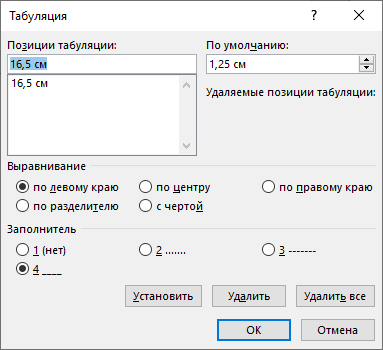 Табуляция ? ×
Позиции табуляции: По умолчанию:
16,5 см 1,25 см
16,5 см Удаляемые позиции табуляции:
Выравнивание
по левому краю по центру по правому краю
по разделителю с чертой
Заполнитель
1 (нет) 2 ....... 3 -------
4 ____
Установить Удалить Удалить все
ОК Отмена